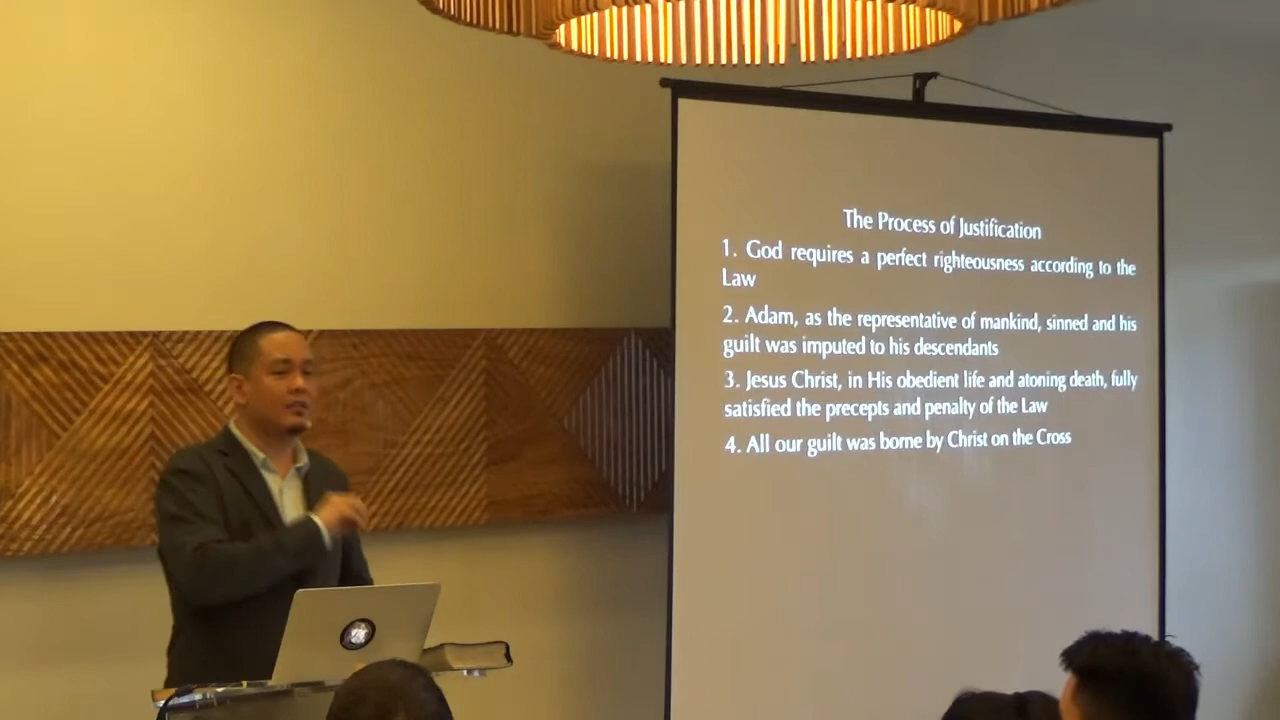 The Process of Justification
1. God requires a perfect righteousness according to the
Law
2. Adam, as the representative of mankind, sinned and his
guilt was imputed to his descendants
3. Jesus Christ, in His obedient life and atoning death, fully
satisfied the precepts and penalty of the Law
4. All our guilt was borne by Christ on the Cross